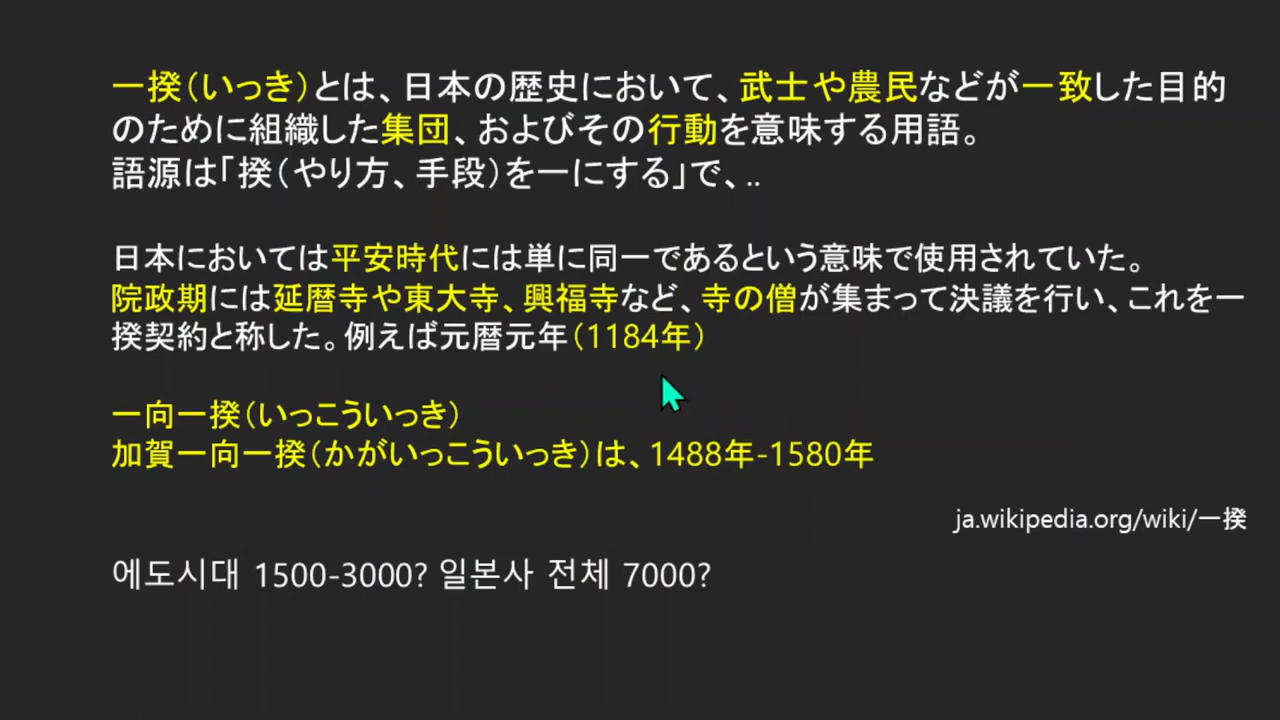 一揆（いっき）とは、日本の歴史において、武士や農民などが一致した目的
のために組織した集団、およびその行動を意味する用語。
語源は「揆（やり方、手段）を一にする」で、..
日本においては平安時代には単に同一であるという意味で使用されていた。
院政期には延暦寺や東大寺、興福寺など、寺の僧が集まって決議を行い、これを一
揆契約と称した。例えば元暦元年（1184年）
一向一揆（いっこういっき）
加賀一向一揆（かがいっこういっき）は、1488年-1580年
ja.wikipedia.org/wiki/一揆
에도시대 1500-3000? 일본사 전체 7000?